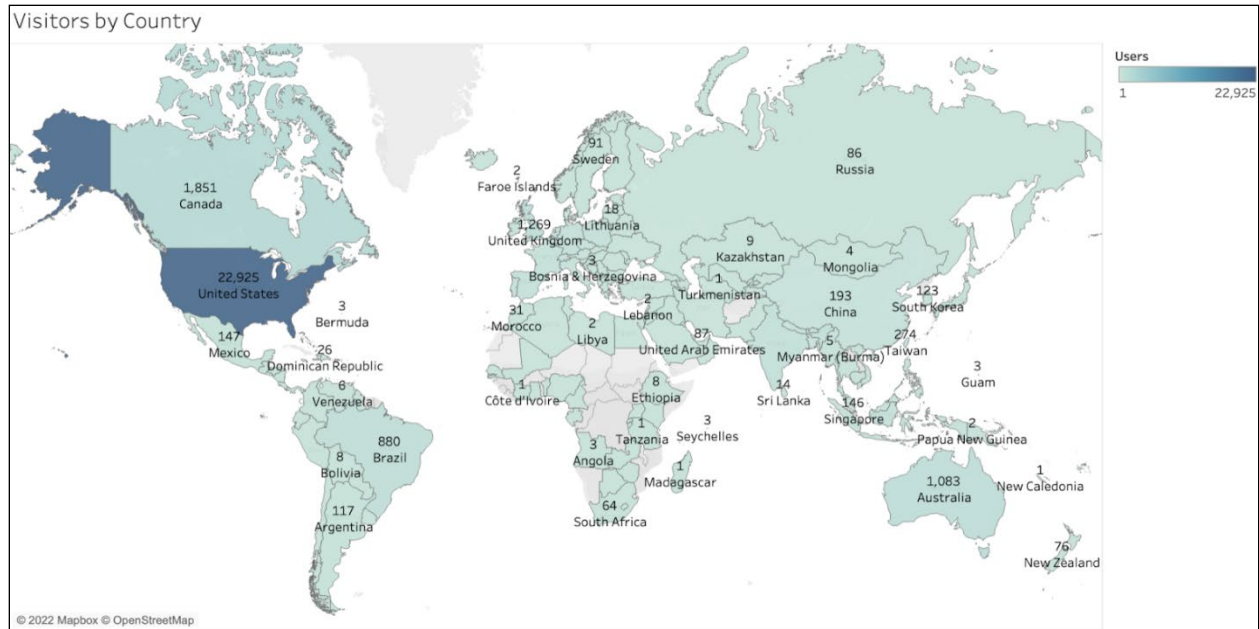 Visitors by Country
Users
1 22,925
91
Sweden
86
Russia
2
Faroe Islands
1,851
Canada
18
Lithuania
1,269
United Kingdom
9
Kazakhstan
4
Mongolia
3
Bosnia & Herzegovina
22,925
United States
1
Turkmenistan
193
China
123
South Korea
3
Bermuda
2
Lebanon
31
Morocco
2
Libya
147
Mexico
87
United Arab Emirates
5
Myanmar (Burma)
274
Taiwan
26
Dominican Republic
3
Guam
6
Venezuela
1
Côte d'Ivoire
8
Ethiopia
14
Sri Lanka
146
Singapore
1
Tanzania
3
Seychelles
2
Papua New Guinea
880
Brazil
3
Angola
8
Bolivia
1
Madagascar
1,083
Australia
1
New Caledonia
117
Argentina
64
South Africa
76
New Zealand
© 2022 Mapbox © OpenStreetMap